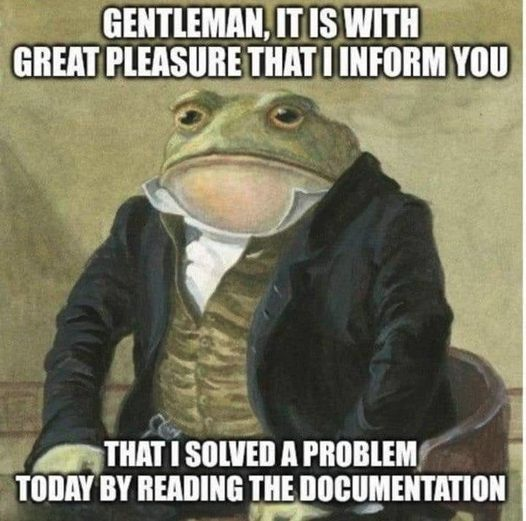 GENTLEMAN, IT IS WITH
GREAT PLEASURE THAT I INFORM YOU
THAT I SOLVED A PROBLEM
TODAY BY READING THE DOCUMENTATION